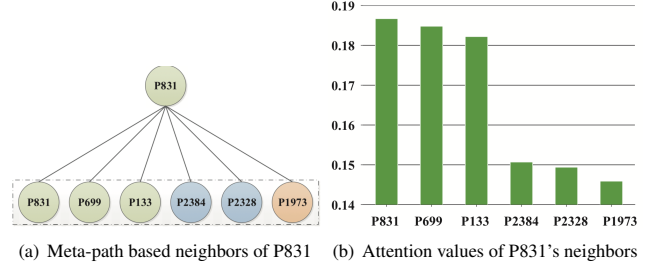 P831
P831 P699 P133 P2384 P2328 P1973
(a) Meta-path based neighbors of P831
0.19
0.18
0.17
0.16
0.15
0.14
P831 P699 P133 P2384 P2328 P1973
(b) Attention values of P831's neighbors